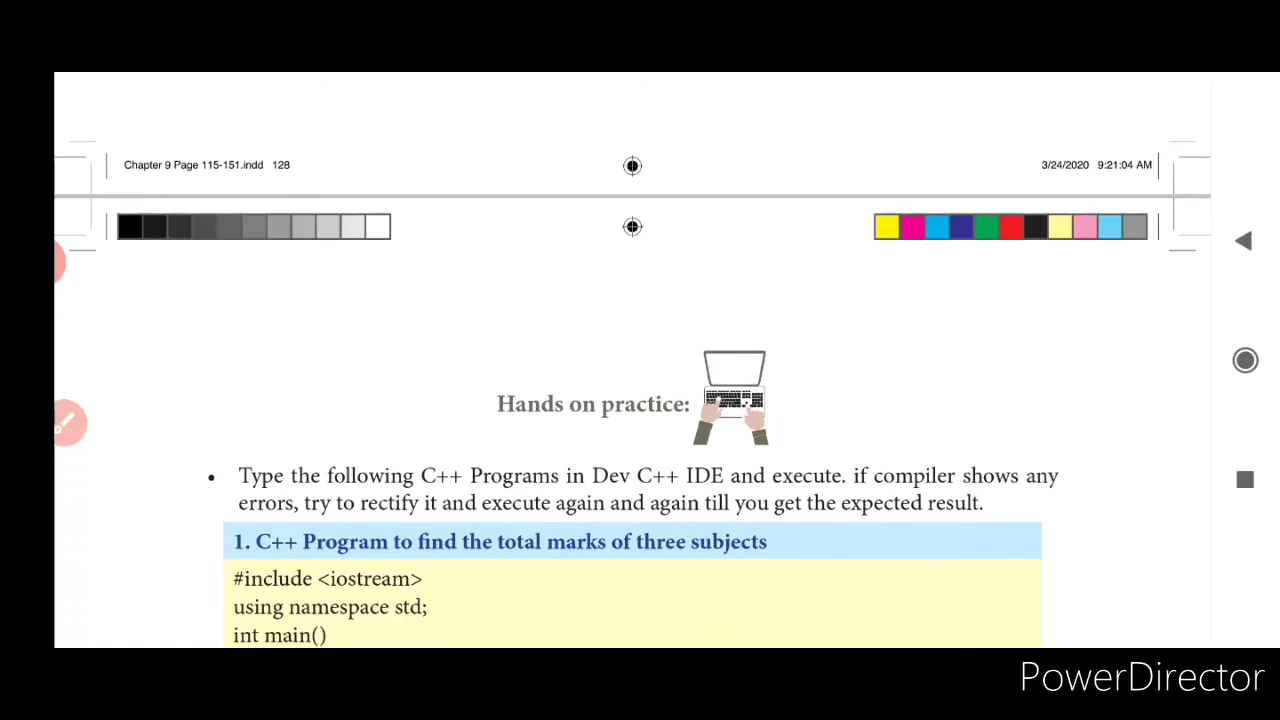 Chapter 9 Page 115-151.indd 128
3/24/2020 9:21:04 AM
Hands on practice:
• Type the following C++ Programs in Dev C++ IDE and execute. if compiler shows any
errors, try to rectify it and execute again and again till you get the expected result.
1. C++ Program to find the total marks of three subjects
#include <iostream>
using namespace std;
int main()
PowerDirector